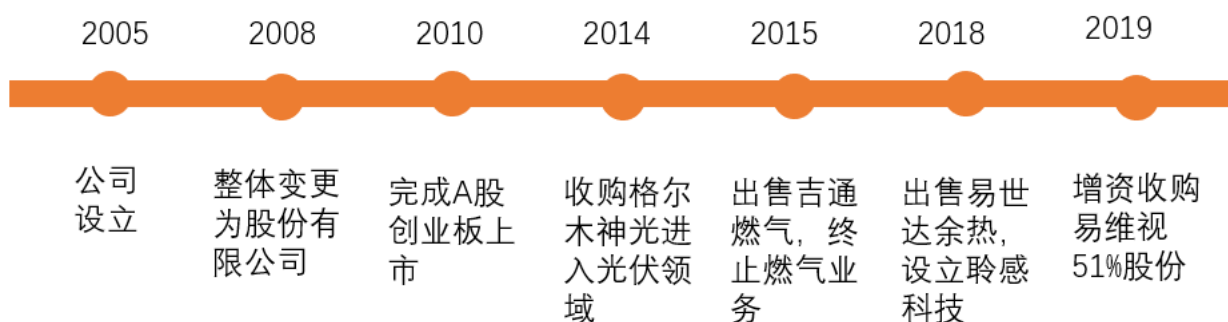 2005 2008 2010 2014 2015 2018 2019
公司
设立
整体变更
为股份有
限公司
完成A股
创业板上
市
收购格尔
木神光进
入光伏领
域
出售吉通
燃气，终
止燃气业
务
出售易世
达余热，
设立聆感
科技
增资收购
易维视
51%股份